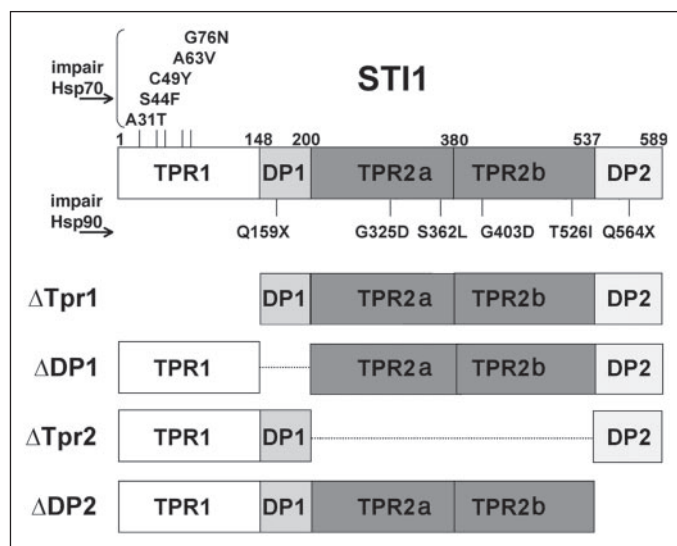 G76N
A63V
impair C49Y STI1
Hsp70 S44F
A31T
1 148 200 380 537 589
TPR1 DP1 TPR2a TPR2b DP2
impair
Hsp90 Q159X G325D S362L G403D T526I Q564X
ΔTpr1 DP1 TPR2a TPR2b DP2
ΔDP1 TPR1 TPR2a TPR2b DP2
ΔTpr2 TPR1 DP1 DP2
ΔDP2 TPR1 DP1 TPR2a TPR2b